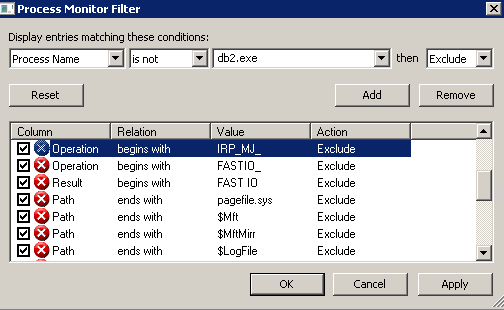 Process Monitor Filter
Display entries matching these conditions:
Process Name is not db2.exe then Exclude
Reset Add Remove
Column Relation Value Action
Operation begins with IRP_MJ_ Exclude
Operation begins with FASTIO_ Exclude
Result begins with FAST IO Exclude
Path ends with pagefile.sys Exclude
Path ends with $Mft Exclude
Path ends with $MftMirr Exclude
Path ends with $LogFile Exclude
OK Cancel Apply